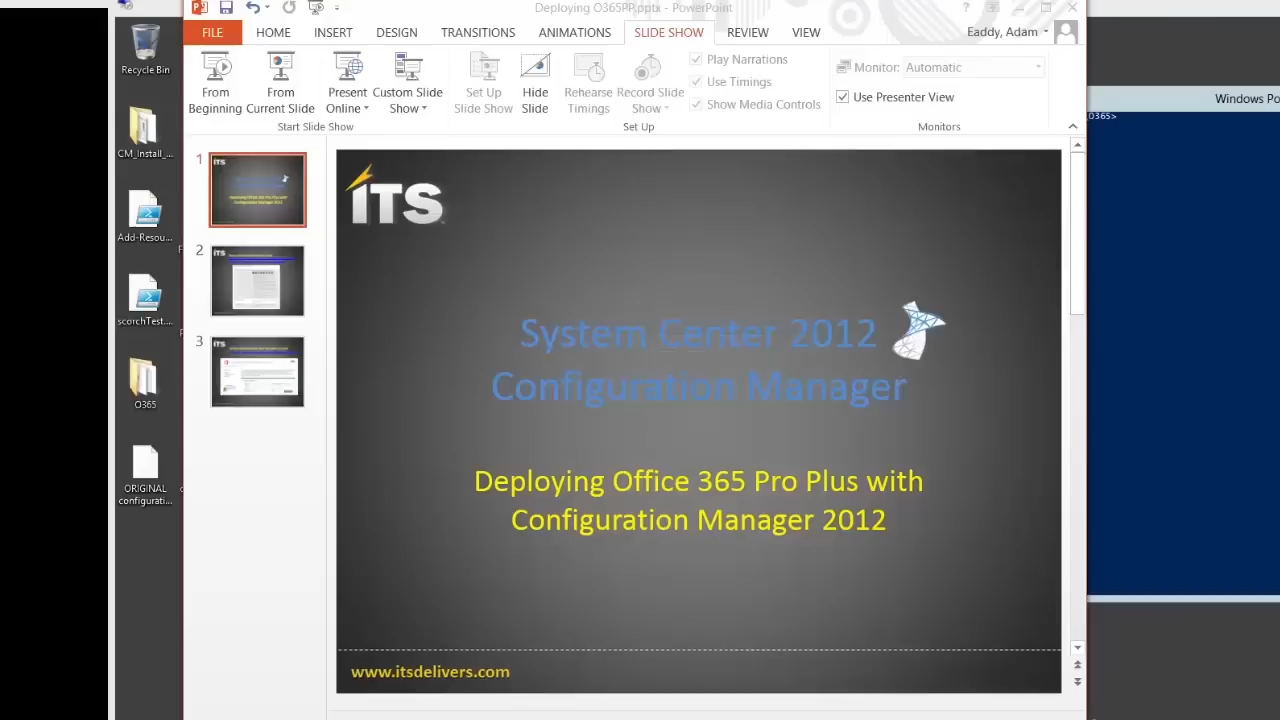 Deploying O365PP.pptx - PowerPoint
?
FILE
HOME
INSERT
DESIGN
TRANSITIONS
ANIMATIONS
SLIDE SHOW
REVIEW
VIEW
Eaddy, Adam
From Beginning
From Current Slide
Present Online
Custom Slide Show
Set Up Slide Show
Hide Slide
Rehearse Timings
Record Slide Show
Play Narrations
Use Timings
Show Media Controls
Monitor: Automatic
Use Presenter View
Start Slide Show
Set Up
Monitors
Recycle Bin
CM_Install_...
Add-Resou...
scorchTest....
O365
ORIGINAL
configurati...
1
2
3
iTS
System Center 2012
Configuration Manager
Deploying Office 365 Pro Plus with
Configuration Manager 2012
www.itsdelivers.com
Windows Po
O365>